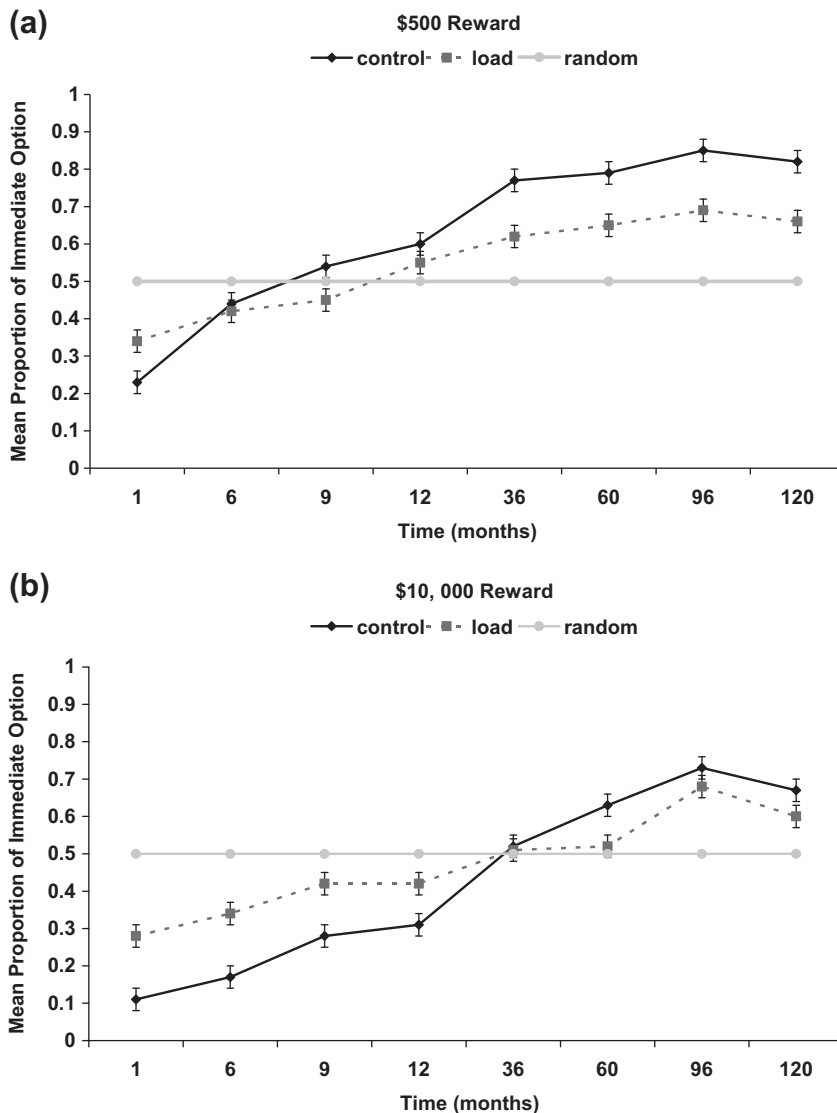 (a)
$500 Reward
control load random
Mean Proportion of Immediate Option
1
0.9
0.8
0.7
0.6
0.5
0.4
0.3
0.2
0.1
0
1 6 9 12 36 60 96 120
Time (months)
(b)
$10, 000 Reward
control load random
Mean Proportion of Immediate Option
1
0.9
0.8
0.7
0.6
0.5
0.4
0.3
0.2
0.1
0
1 6 9 12 36 60 96 120
Time (months)